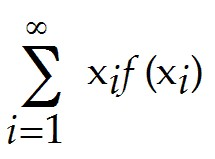 ∞
∑ xᵢf(xᵢ)
i=1